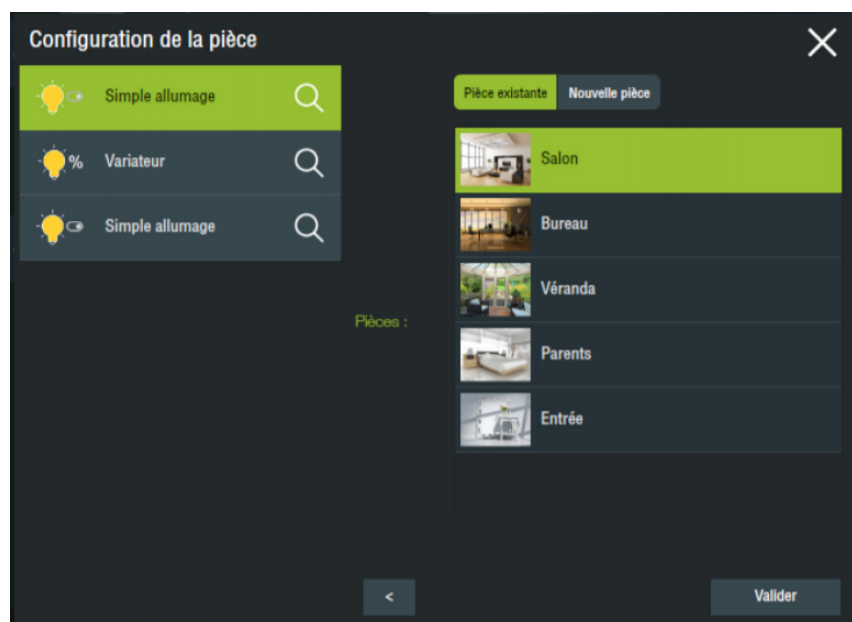 Configuration de la pièce
Simple allumage
% Variateur
Simple allumage
Pièce existante Nouvelle pièce
Salon
Bureau
Véranda
Parents
Entrée
Pièces :
<
Valider